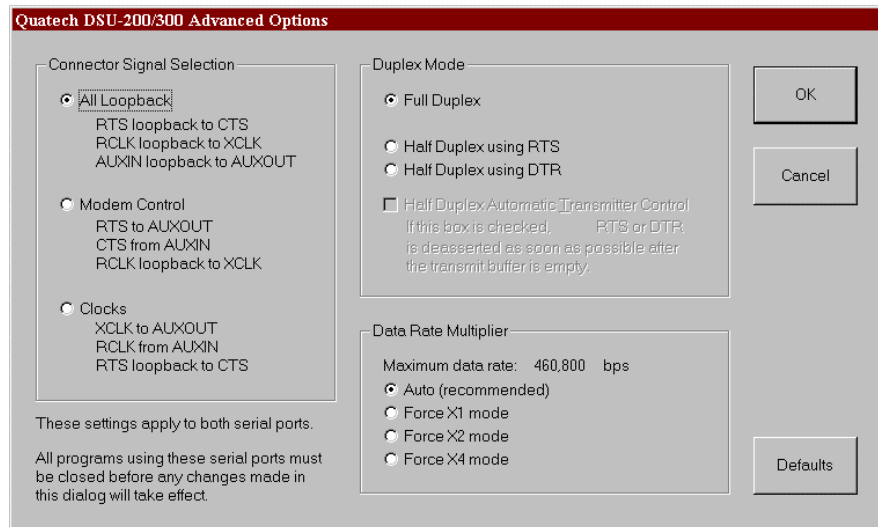 Quatech DSU-200/300 Advanced Options
Connector Signal Selection
All Loopback
RTS loopback to CTS
RCLK loopback to XCLK
AUXIN loopback to AUXOUT
Modem Control
RTS to AUXOUT
CTS from AUXIN
RCLK loopback to XCLK
Clocks
XCLK to AUXOUT
RCLK from AUXIN
RTS loopback to CTS
These settings apply to both serial ports.
All programs using these serial ports must
be closed before any changes made in
this dialog will take effect.
Duplex Mode
Full Duplex
Half Duplex using RTS
Half Duplex using DTR
Half Duplex Automatic Transmitter Control
If this box is checked, RTS or DTR
is deasserted as soon as possible after
the transmit buffer is empty.
Data Rate Multiplier
Maximum data rate: 460,800 bps
Auto (recommended)
Force X1 mode
Force X2 mode
Force X4 mode
OK
Cancel
Defaults